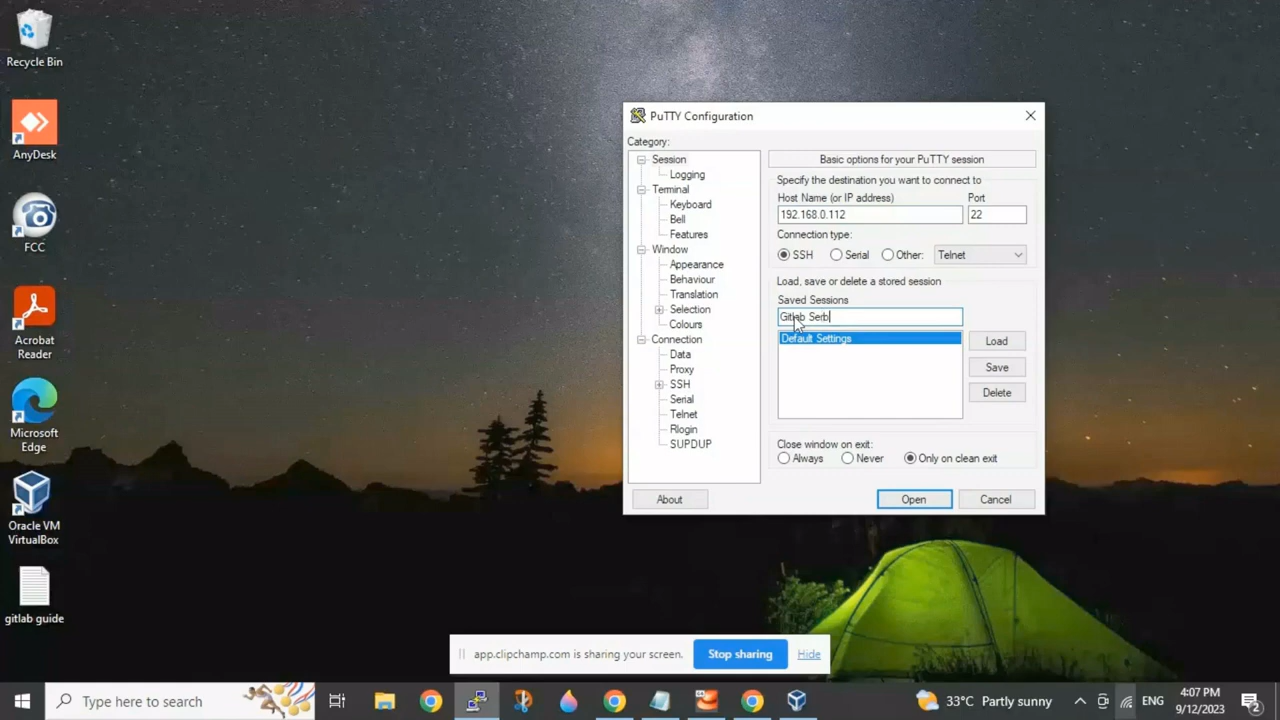 Recycle Bin
AnyDesk
FCC
Acrobat
Reader
Microsoft
Edge
Oracle VM
VirtualBox
gitlab guide
PuTTY Configuration
Category:
Session
Logging
Terminal
Keyboard
Bell
Features
Window
Appearance
Behaviour
Translation
Selection
Colours
Connection
Data
Proxy
SSH
Serial
Telnet
Rlogin
SUPDUP
Basic options for your PuTTY session
Specify the destination you want to connect to
Host Name (or IP address) Port
192.168.0.112 22
Connection type:
SSH Serial Other: Telnet
Load, save or delete a stored session
Saved Sessions
Gitlab Serb
Default Settings
Load
Save
Delete
Close window on exit:
Always Never Only on clean exit
About Open Cancel
app.clipchamp.com is sharing your screen. Stop sharing Hide
Type here to search
33°C Partly sunny
ENG
4:07 PM
9/12/2023
2